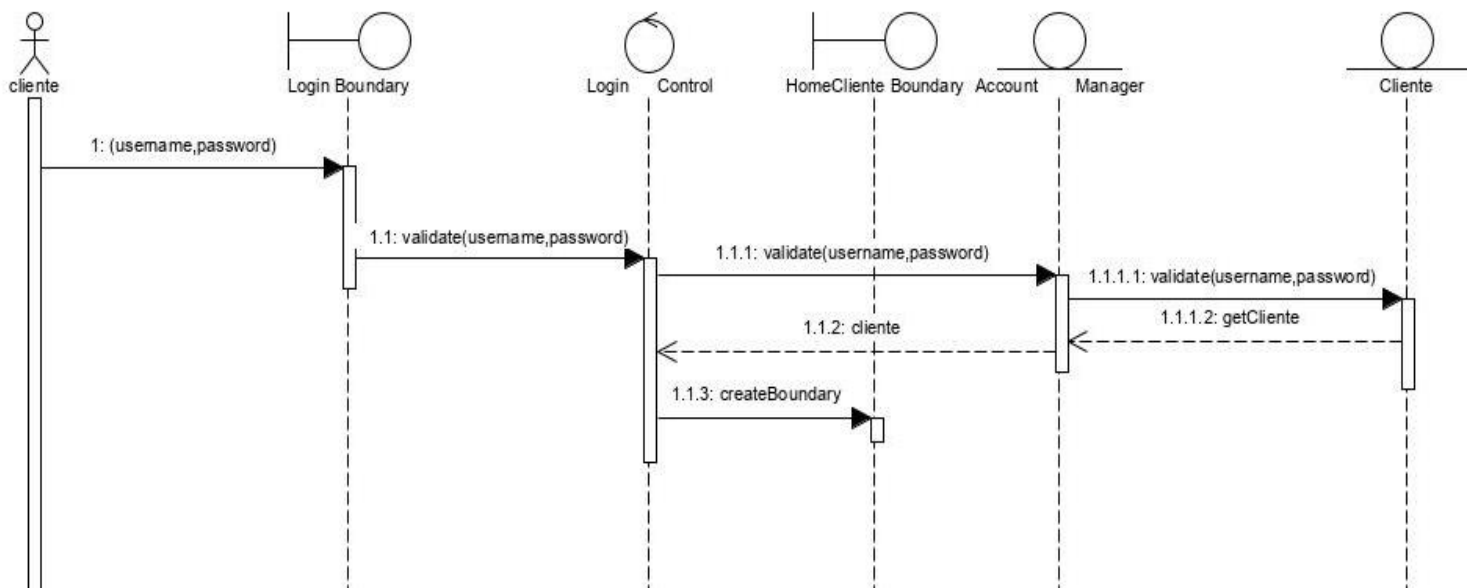 cliente
Login Boundary
Login Control
HomeCliente Boundary
Account Manager
Cliente
1: (username,password)
1.1: validate(username,password)
1.1.1: validate(username,password)
1.1.1.1: validate(username,password)
1.1.1.2: getCliente
1.1.2: cliente
1.1.3: createBoundary